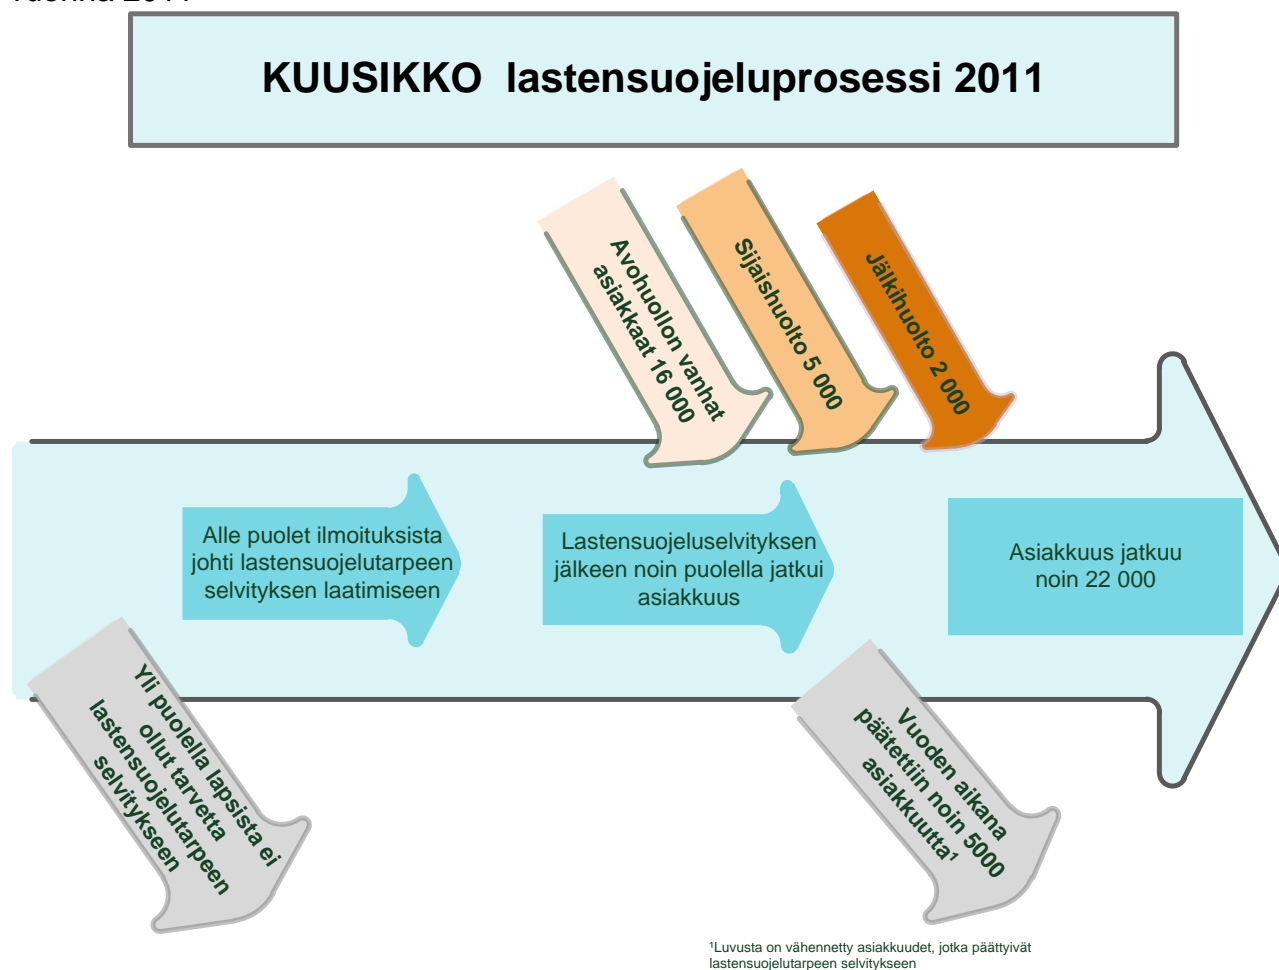 KUUSIKKO lastensuojeluprosessi 2011
Avohuollon vanhat
asiakkaat 16 000
Sijaishuolto 5 000
Jälkihuolto 2 000
Alle puolet ilmoituksista
johti lastensuojelutarpeen
selvityksen laatimiseen
Lastensuojeluselvityksen
jälkeen noin puolella jatkui
asiakkuus
Asiakkuus jatkuu
noin 22 000
Yli puolella lapsista ei
ollut tarvetta
lastensuojelutarpeen
selvitykseen
Vuoden aikana
päätettiin noin 5000
asiakkuutta¹
¹Luvusta on vähennetty asiakkuudet, jotka päättyivät
lastensuojelutarpeen selvitykseen